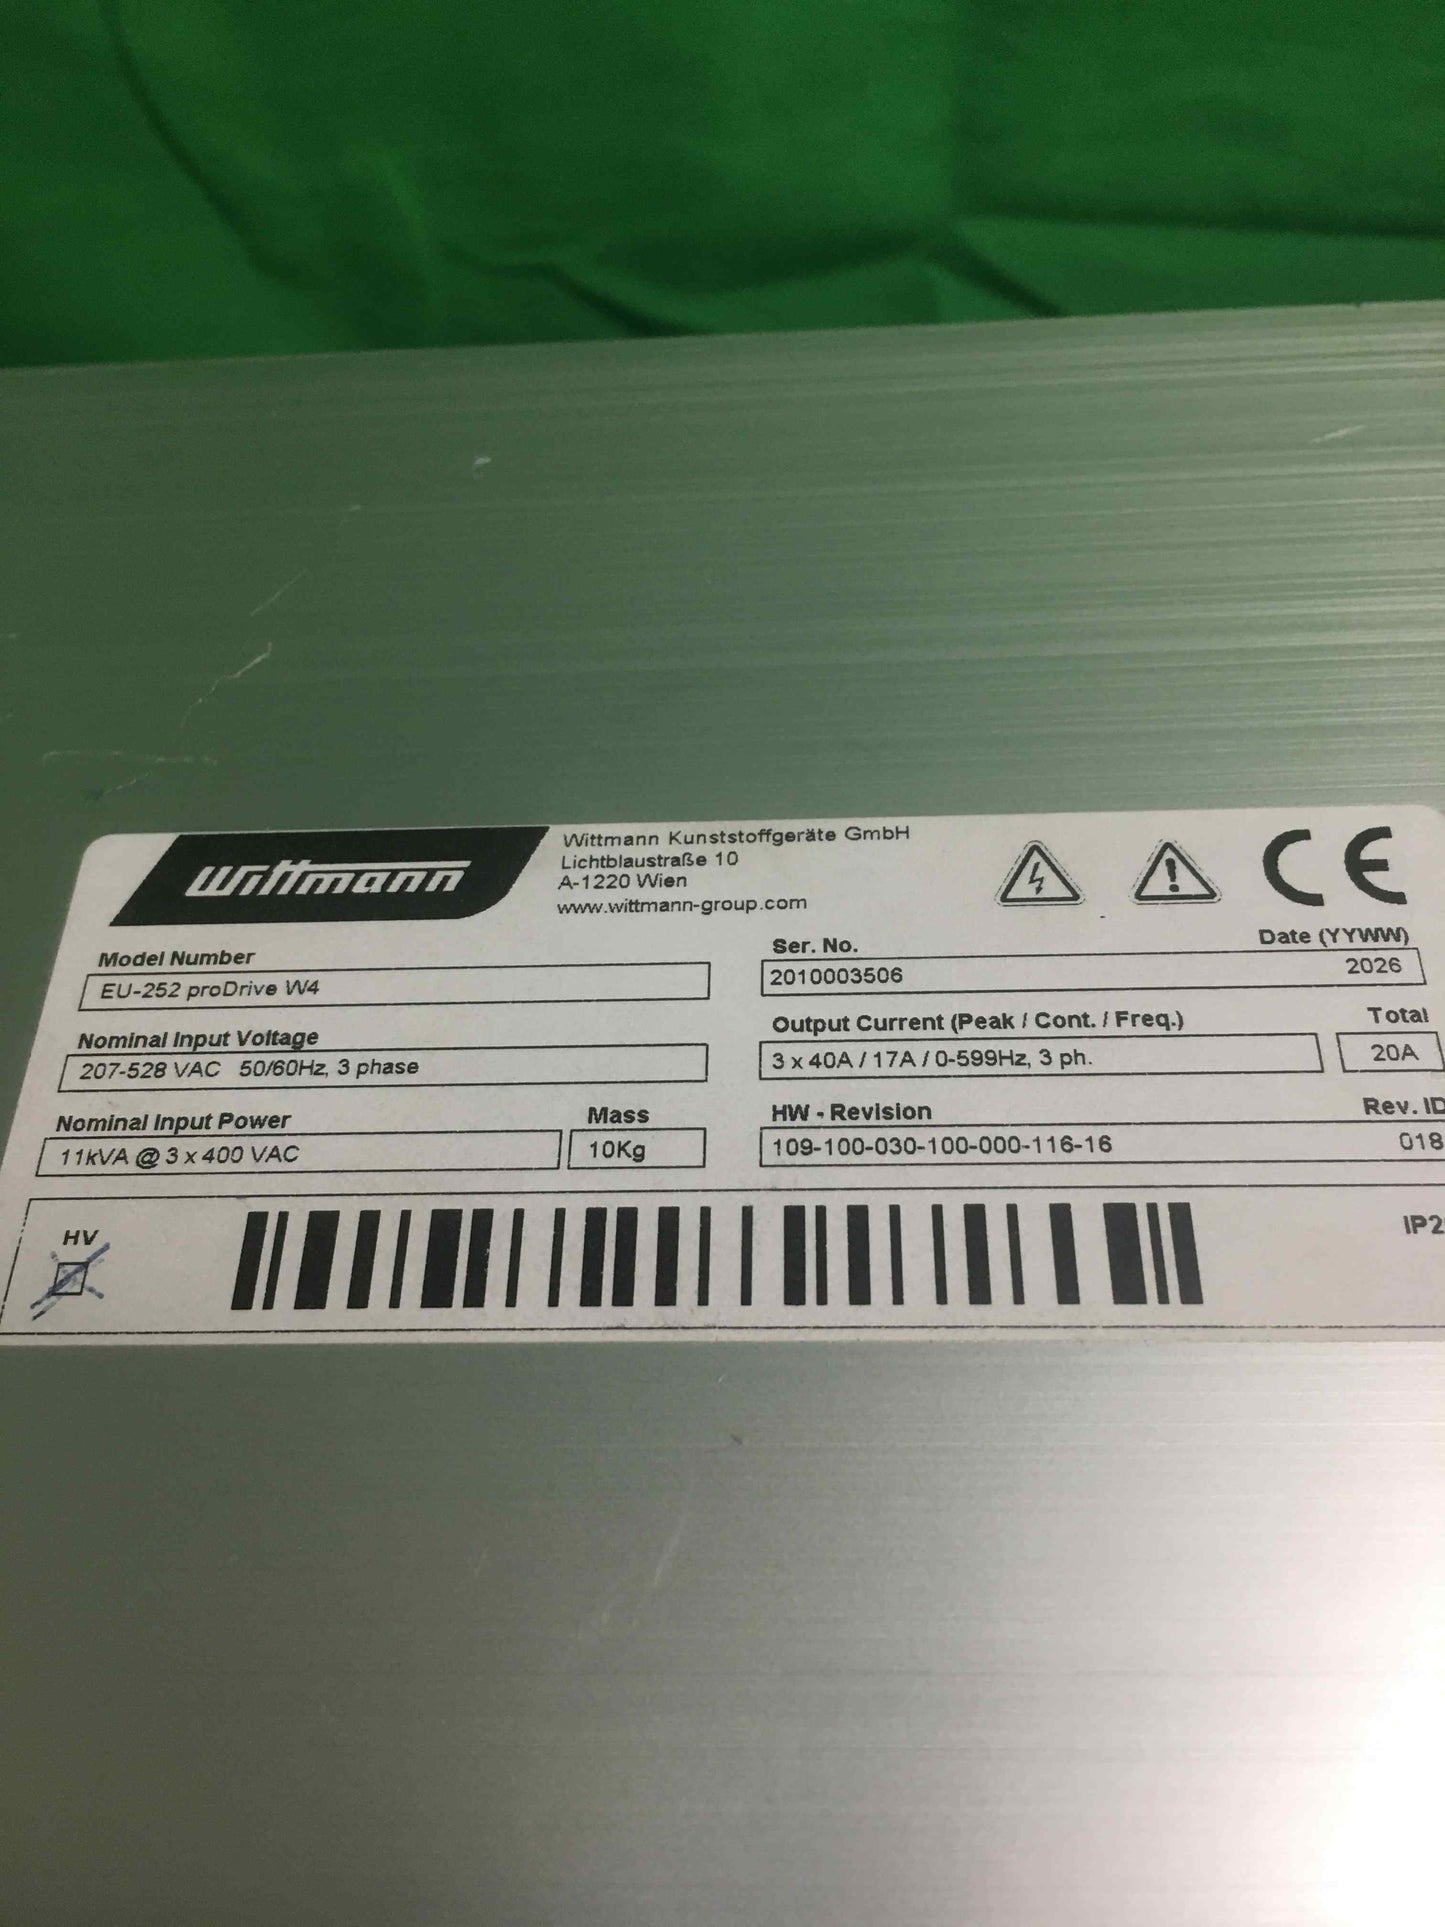 Wittmann
Wittmann Kunststoffgeräte GmbH
Lichtblaustraße 10
A-1220 Wien
www.wittmann-group.com
CE
Model Number
EU-252 proDrive W4
Ser. No. Date (YYWW)
2010003506 2026
Nominal Input Voltage
207-528 VAC 50/60Hz, 3 phase
Output Current (Peak / Cont. / Freq.) Total
3 x 40A / 17A / 0-599Hz, 3 ph. 20A
Nominal Input Power Mass
11kVA @ 3 x 400 VAC 10Kg
HW - Revision Rev. ID
109-100-030-100-000-116-16 018
HV